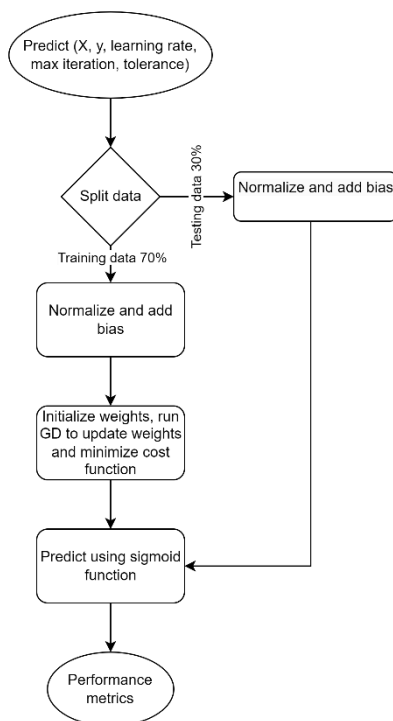 Predict (X, y, learning rate,
max iteration, tolerance)
Split data
Testing data 30%
Normalize and add bias
Training data 70%
Normalize and add
bias
Initialize weights, run
GD to update weights
and minimize cost
function
Predict using sigmoid
function
Performance
metrics